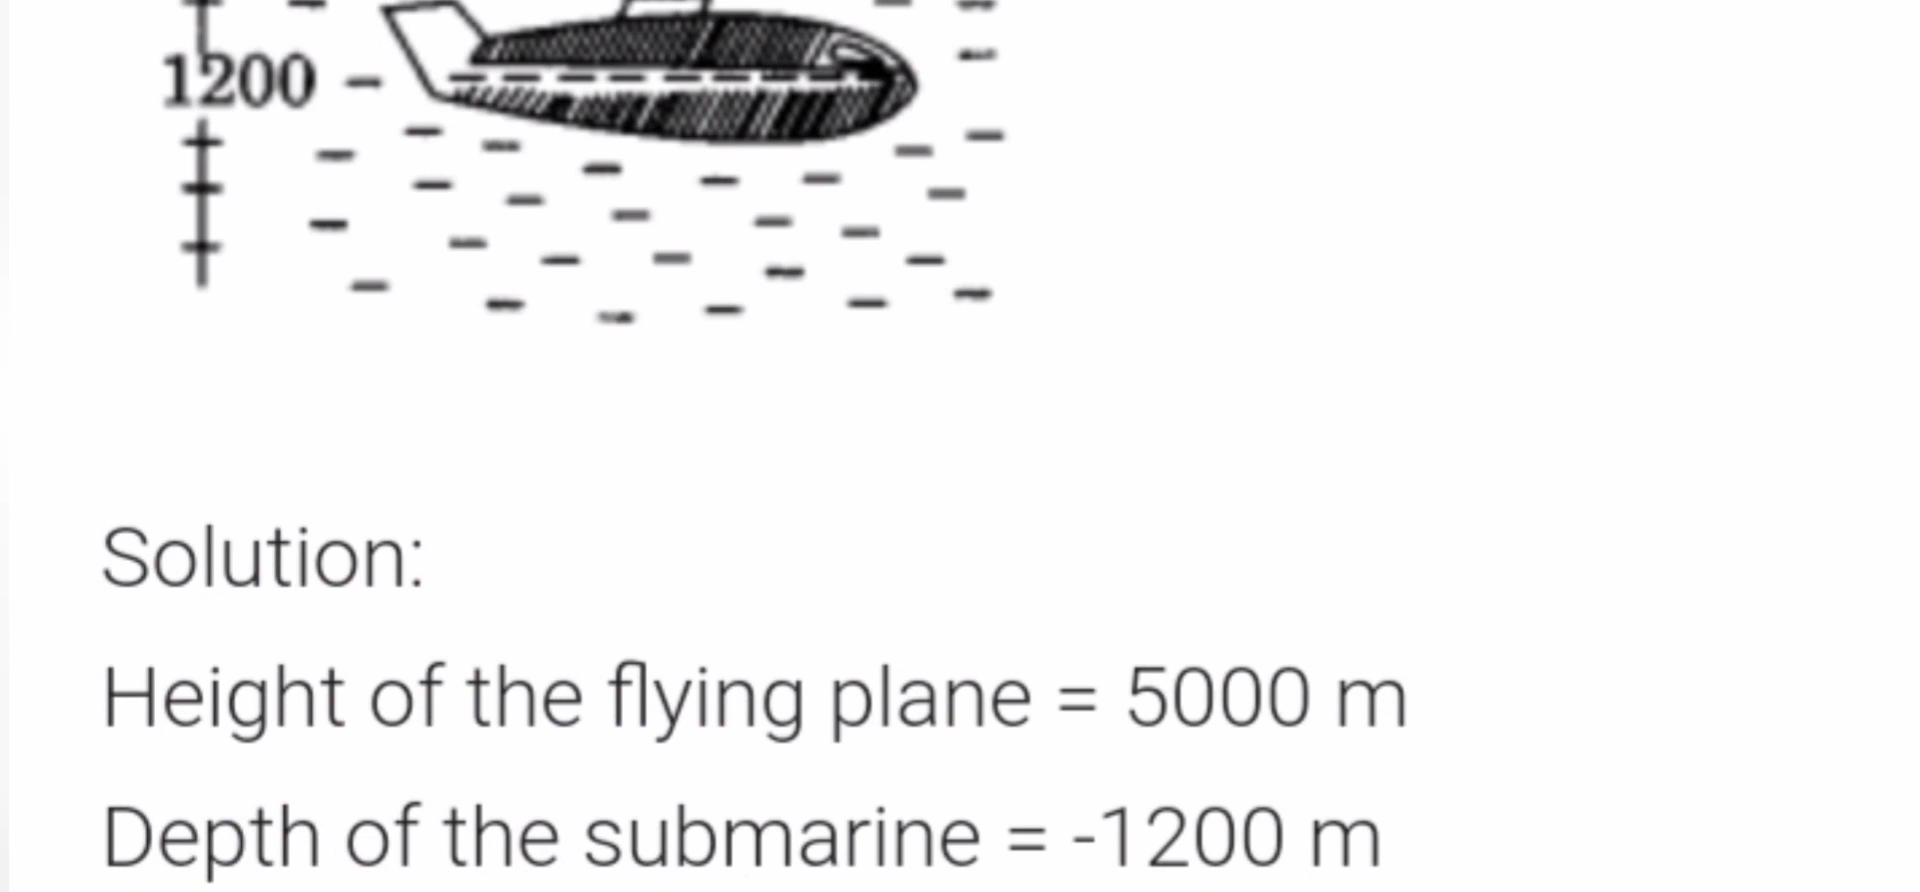 1200
Solution:
Height of the flying plane = 5000 m
Depth of the submarine = -1200 m